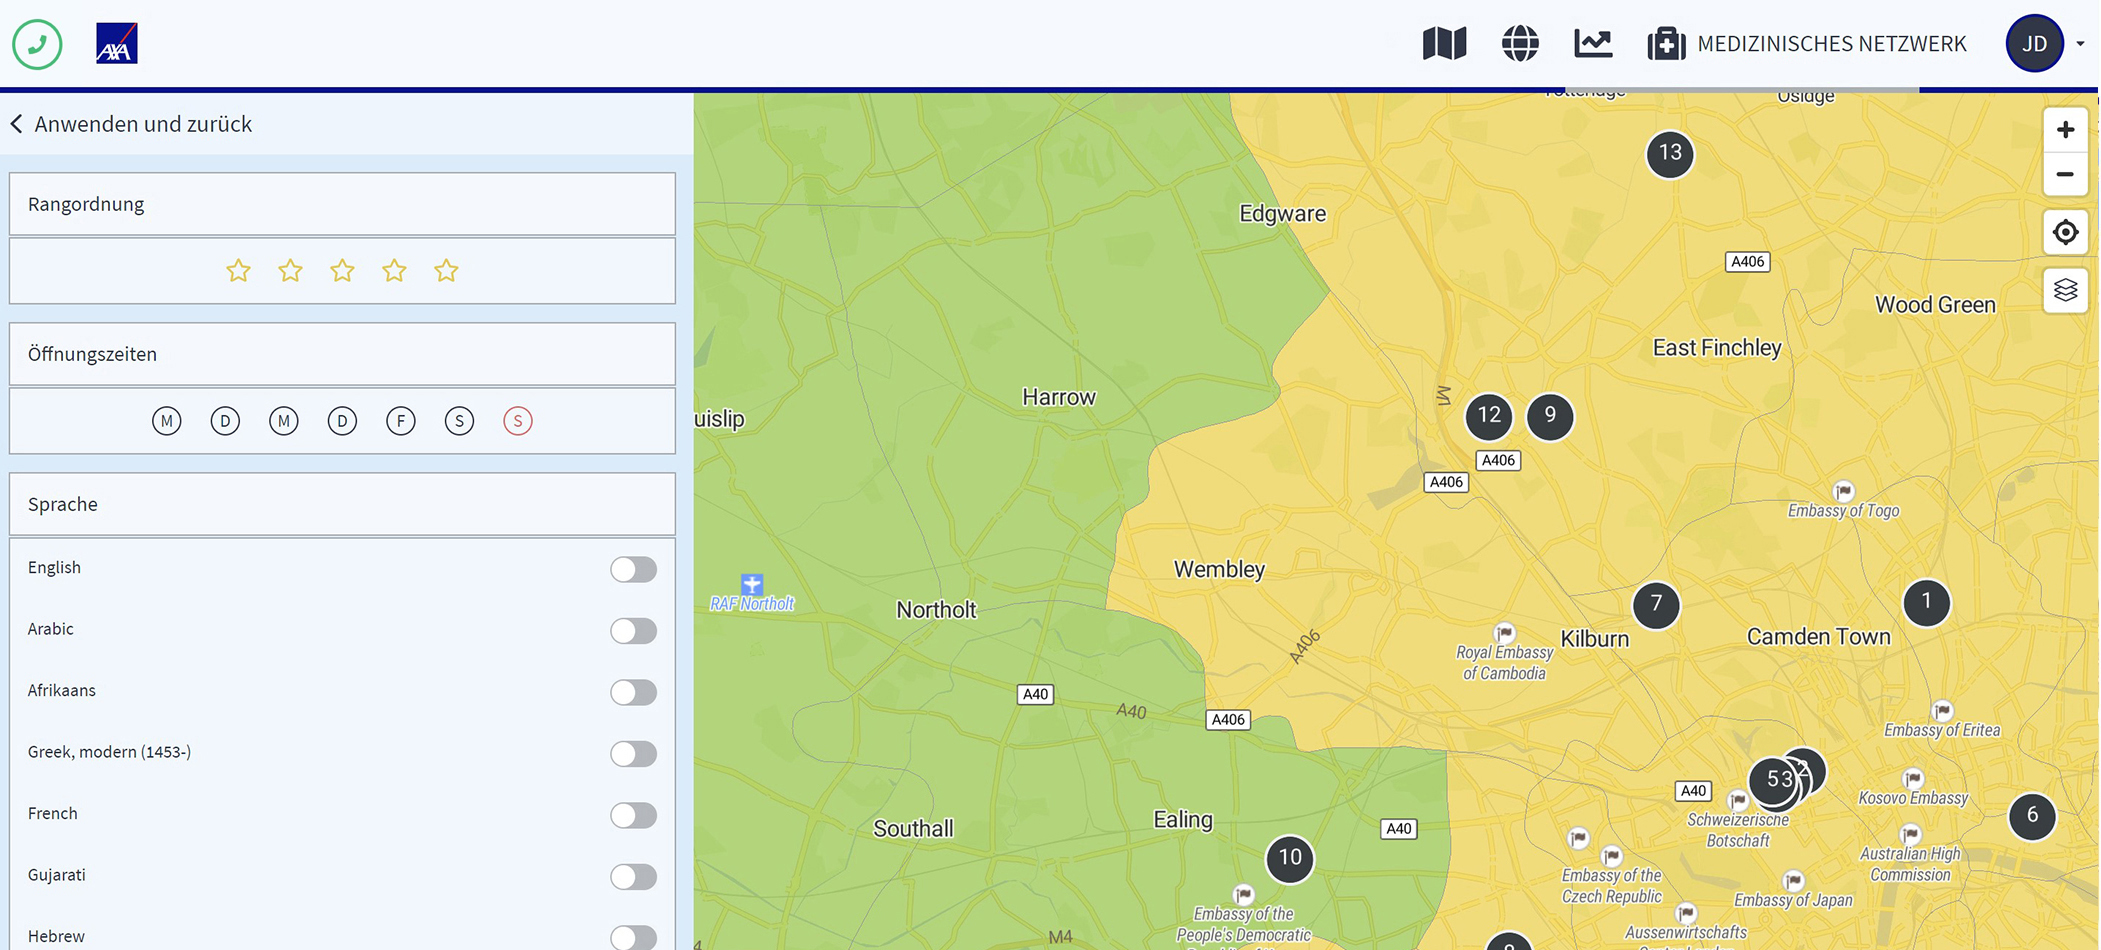 AXA
MEDIZINISCHES NETZWERK
JD
Anwenden und zurück
Rangordnung
Öffnungszeiten
M D M D F S S
Sprache
English
Arabic
Afrikaans
Greek, modern (1453-)
French
Gujarati
Hebrew
Totteridge
Osidge
13
Edgware
A406
Wood Green
East Finchley
M1
Harrow
uislip
12
9
A406
A406
Embassy of Togo
Wembley
RAF Northolt
Northolt
7
1
Kilburn
Camden Town
A406
Royal Embassy
of Cambodia
A40
A40
A406
Embassy of Eritea
53
2
A40
Kosovo Embassy
Schweizerische
Botschaft
6
Southall
Ealing
A40
10
Australian High
Commission
Embassy of the
Czech Republic
Embassy of Japan
Embassy of the
People's Democratic
Aussenwirtschafts
M4
4